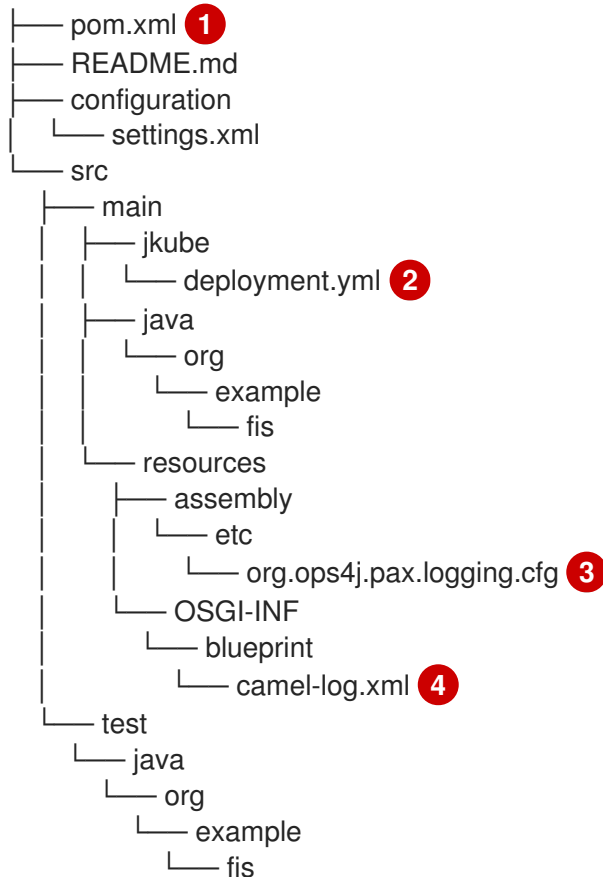 ├── pom.xml 1
├── README.md
├── configuration
│   └── settings.xml
└── src
    ├── main
    │   ├── jkube
    │   │   └── deployment.yml 2
    │   ├── java
    │   │   └── org
    │   │       └── example
    │   │           └── fis
    │   └── resources
    │       ├── assembly
    │       │   └── etc
    │       │       └── org.ops4j.pax.logging.cfg 3
    │       └── OSGI-INF
    │           └── blueprint
    │               └── camel-log.xml 4
    └── test
        └── java
            └── org
                └── example
                    └── fis